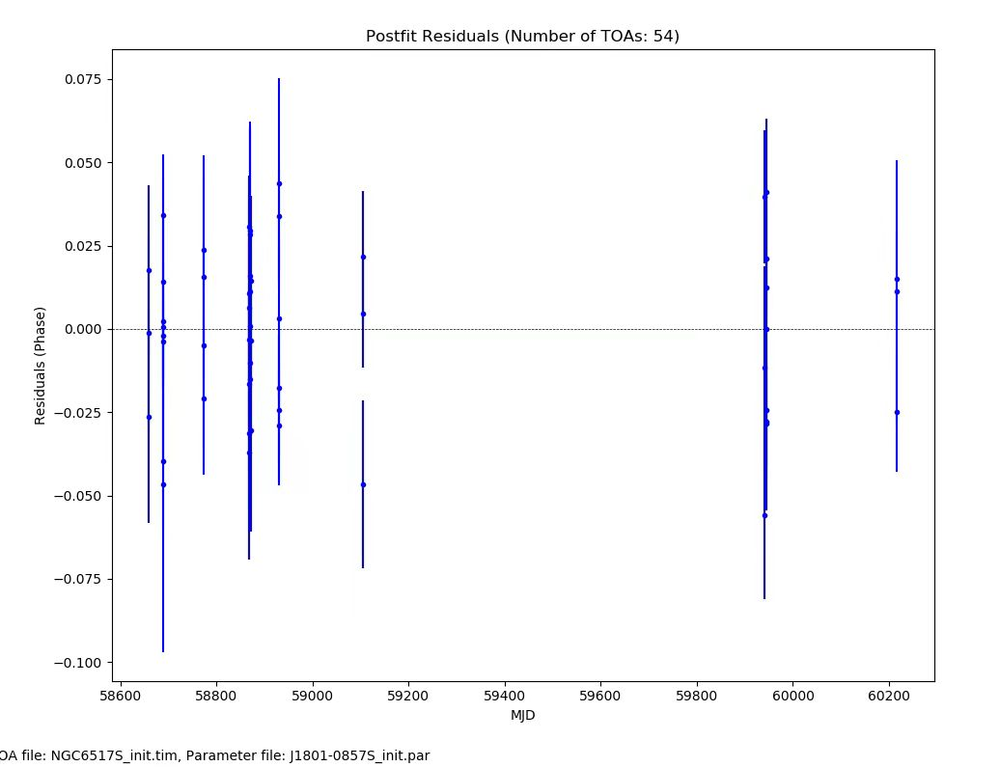 Postfit Residuals (Number of TOAs: 54)
0.075
0.050
0.025
0.000
−0.025
−0.050
−0.075
−0.100
Residuals (Phase)
58600 58800 59000 59200 59400 59600 59800 60000 60200
MJD
OA file: NGC6517S_init.tim, Parameter file: J1801-0857S_init.par